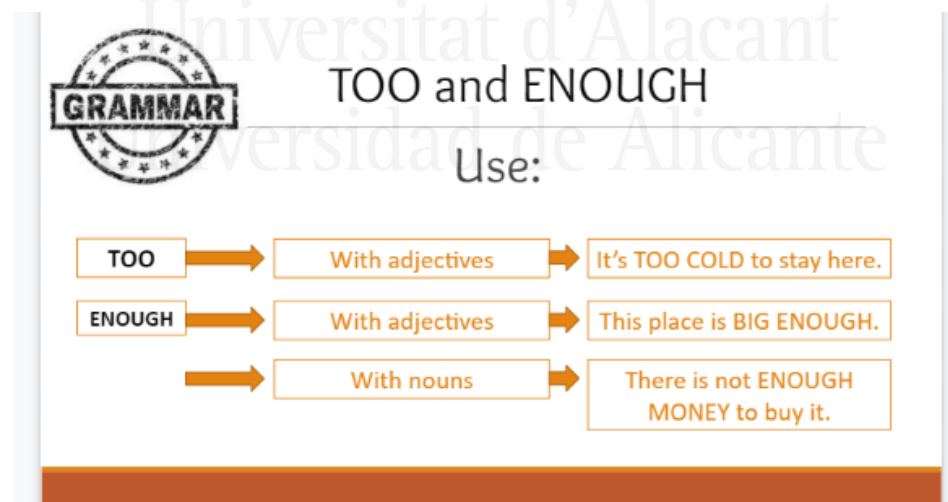 Universitat d'Alacant
Universidad de Alicante
GRAMMAR
TOO and ENOUGH
Use:
TOO
With adjectives
It's TOO COLD to stay here.
ENOUGH
With adjectives
This place is BIG ENOUGH.
With nouns
There is not ENOUGH
MONEY to buy it.